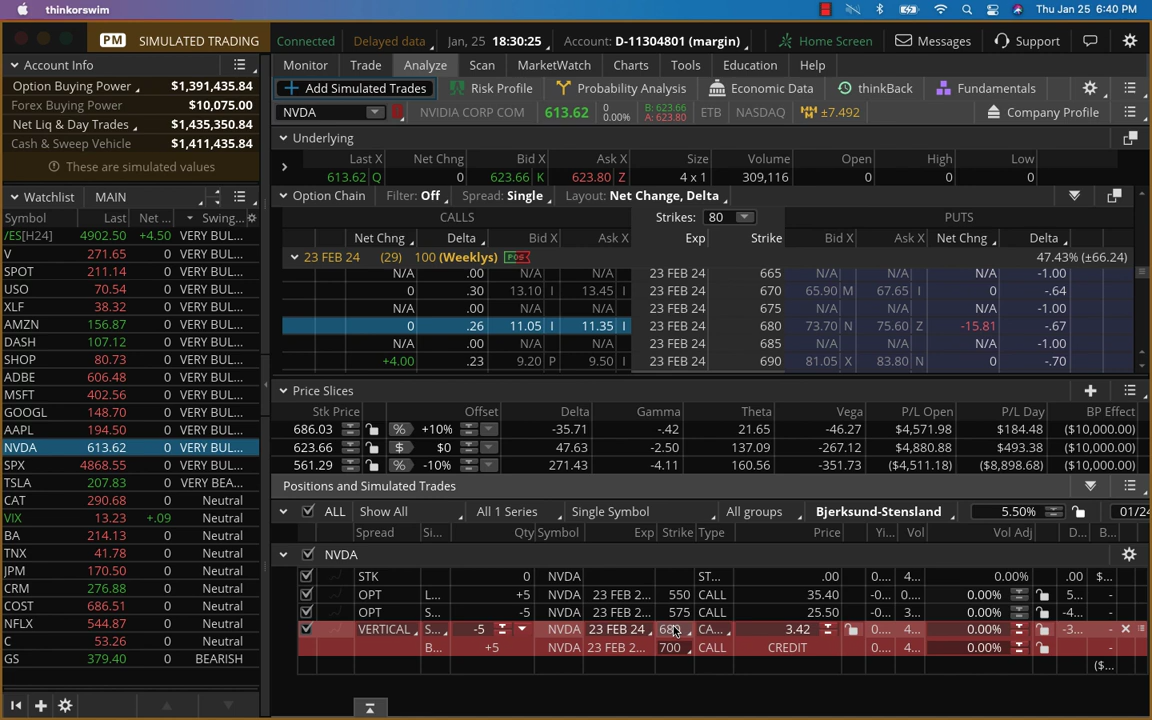 thinkorswim Thu Jan 25 6:40 PM
PM SIMULATED TRADING Connected Delayed data Jan, 25 18:30:25 Account: D-11304801 (margin) Home Screen Messages Support
Account Info
Option Buying Power $1,391,435.84
Forex Buying Power $10,075.00
Net Liq & Day Trades $1,435,350.84
Cash & Sweep Vehicle $1,411,435.84
These are simulated values
Watchlist MAIN
Symbol Last Net ... Swing...
/ES[H24] 4902.50 +4.50 VERY BUL...
V 271.65 0 VERY BUL...
SPOT 211.14 0 VERY BUL...
USO 70.54 0 VERY BUL...
XLF 38.32 0 VERY BUL...
AMZN 156.87 0 VERY BUL...
DASH 107.12 0 VERY BUL...
SHOP 80.73 0 VERY BUL...
ADBE 606.48 0 VERY BUL...
MSFT 402.56 0 VERY BUL...
GOOGL 148.70 0 VERY BUL...
AAPL 194.50 0 VERY BUL...
NVDA 613.62 0 VERY BUL...
SPX 4868.55 0 VERY BUL...
TSLA 207.83 0 VERY BEA...
CAT 290.68 0 Neutral
VIX 13.23 +.09 Neutral
BA 214.13 0 Neutral
TNX 41.78 0 Neutral
JPM 170.50 0 Neutral
CRM 276.88 0 Neutral
COST 686.51 0 Neutral
NFLX 544.87 0 Neutral
C 53.26 0 Neutral
GS 379.40 0 BEARISH
Monitor Trade Analyze Scan MarketWatch Charts Tools Education Help
Add Simulated Trades Risk Profile Probability Analysis Economic Data thinkBack Fundamentals
NVDA NVIDIA CORP COM 613.62 0 0.00% B: 623.66 A: 623.80 ETB NASDAQ ±7.492 Company Profile
Underlying
Last X Net Chng Bid X Ask X Size Volume Open High Low
613.62 Q 0 623.66 K 623.80 Z 4 x 1 309,116 0 0 0
Option Chain Filter: Off Spread: Single Layout: Net Change, Delta
CALLS Strikes: 80 PUTS
Net Chng Delta Bid X Ask X Exp Strike Bid X Ask X Net Chng Delta
23 FEB 24 (29) 100 (Weeklys) POS 47.43% (±66.24)
N/A .00 N/A N/A 23 FEB 24 665 N/A N/A N/A -1.00
0 .30 13.10 I 13.45 I 23 FEB 24 670 65.90 M 67.65 I 0 -.64
N/A .00 N/A N/A 23 FEB 24 675 N/A N/A N/A -1.00
0 .26 11.05 I 11.35 I 23 FEB 24 680 73.70 N 75.60 Z -15.81 -.67
N/A .00 N/A N/A 23 FEB 24 685 N/A N/A N/A -1.00
+4.00 .23 9.20 P 9.50 I 23 FEB 24 690 81.05 X 83.80 N 0 -.70
Price Slices
Stk Price Offset Delta Gamma Theta Vega P/L Open P/L Day BP Effect
686.03 % +10% -35.71 -.42 21.65 -46.27 $4,571.98 $184.48 ($10,000.00)
623.66 $ $0 47.63 -2.50 137.09 -267.12 $4,880.88 $493.38 ($10,000.00)
561.29 % -10% 271.43 -4.11 160.56 -351.73 ($4,511.18) ($8,898.68) ($10,000.00)
Positions and Simulated Trades
ALL Show All All 1 Series Single Symbol All groups Bjerksund-Stensland 5.50% 01/24
Spread Si... Qty Symbol Exp Strike Type Price Yi... Vol Vol Adj D... B...
NVDA
STK 0 NVDA ST... .00 0.... 4... 0.00% .00 $...
OPT L... +5 NVDA 23 FEB 2... 550 CALL 35.40 -0.... 4... 0.00% 5... -
OPT S... -5 NVDA 23 FEB 2... 575 CALL 25.50 -0.... 3... 0.00% -4... -
VERTICAL S... -5 NVDA 23 FEB 24 680 CA... 3.42 0.... 4... 0.00% -3... -
B... +5 NVDA 23 FEB 2... 700 CALL CREDIT 0.... 4... 0.00% -
($...